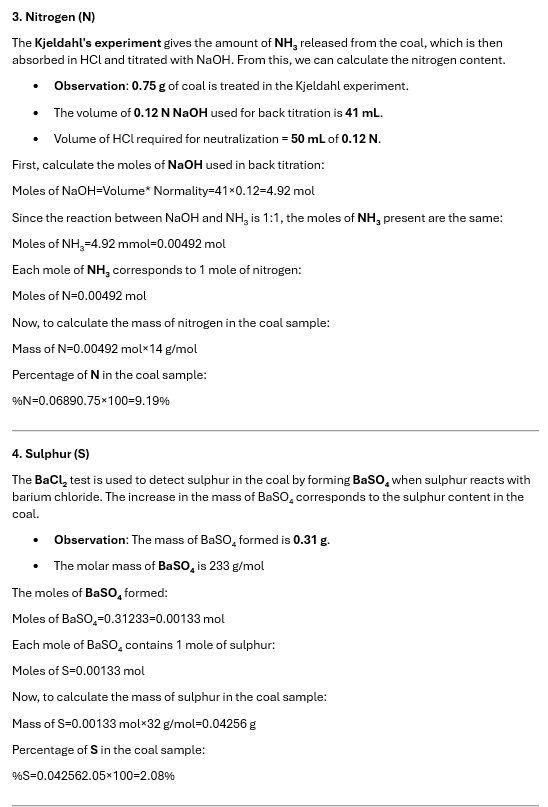 3. Nitrogen (N)
The Kjeldahl's experiment gives the amount of NH₃ released from the coal, which is then
absorbed in HCl and titrated with NaOH. From this, we can calculate the nitrogen content.
• Observation: 0.75 g of coal is treated in the Kjeldahl experiment.
• The volume of 0.12 N NaOH used for back titration is 41 mL.
• Volume of HCl required for neutralization = 50 mL of 0.12 N.
First, calculate the moles of NaOH used in back titration:
Moles of NaOH=Volume* Normality=41×0.12=4.92 mol
Since the reaction between NaOH and NH₃ is 1:1, the moles of NH₃ present are the same:
Moles of NH₃=4.92 mmol=0.00492 mol
Each mole of NH₃ corresponds to 1 mole of nitrogen:
Moles of N=0.00492 mol
Now, to calculate the mass of nitrogen in the coal sample:
Mass of N=0.00492 mol×14 g/mol
Percentage of N in the coal sample:
%N=0.06890.75×100=9.19%
4. Sulphur (S)
The BaCl₂ test is used to detect sulphur in the coal by forming BaSO₄ when sulphur reacts with
barium chloride. The increase in the mass of BaSO₄ corresponds to the sulphur content in the
coal.
• Observation: The mass of BaSO₄ formed is 0.31 g.
• The molar mass of BaSO₄ is 233 g/mol
The moles of BaSO₄ formed:
Moles of BaSO₄=0.31233=0.00133 mol
Each mole of BaSO₄ contains 1 mole of sulphur:
Moles of S=0.00133 mol
Now, to calculate the mass of sulphur in the coal sample:
Mass of S=0.00133 mol×32 g/mol=0.04256 g
Percentage of S in the coal sample:
%S=0.042562.05×100=2.08%